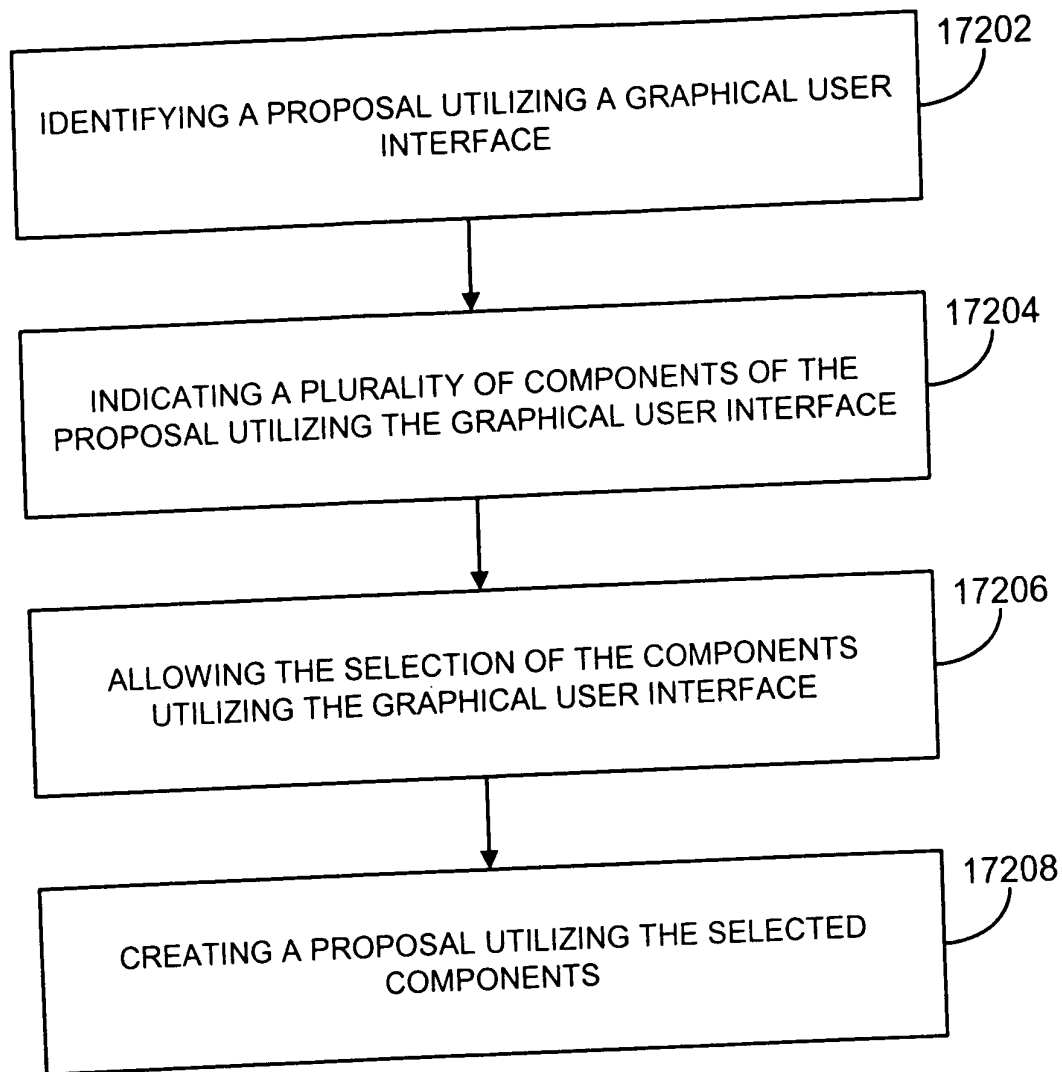 17202
IDENTIFYING A PROPOSAL UTILIZING A GRAPHICAL USER
INTERFACE
17204
INDICATING A PLURALITY OF COMPONENTS OF THE
PROPOSAL UTILIZING THE GRAPHICAL USER INTERFACE
17206
ALLOWING THE SELECTION OF THE COMPONENTS
UTILIZING THE GRAPHICAL USER INTERFACE
17208
CREATING A PROPOSAL UTILIZING THE SELECTED
COMPONENTS